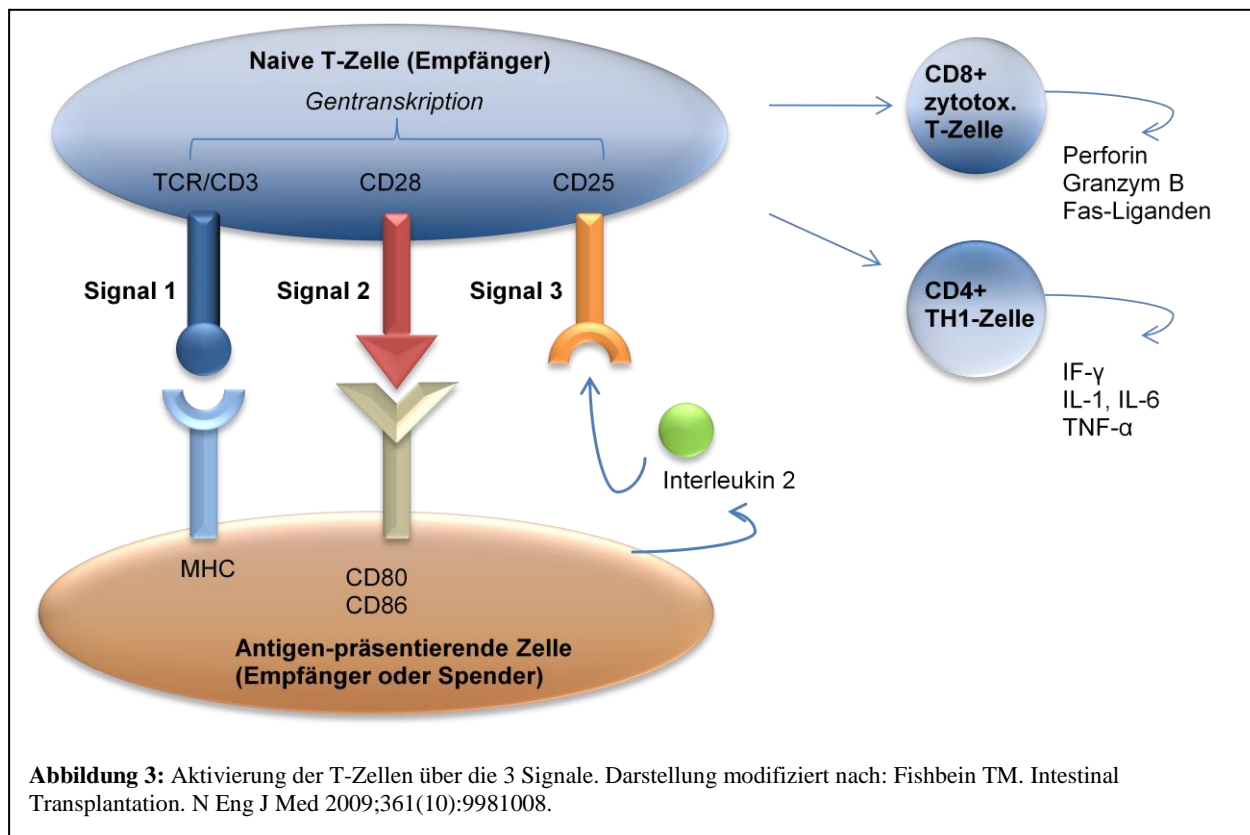 Naive T-Zelle (Empfänger)
Gentranskription
TCR/CD3
CD28
CD25
Signal 1
Signal 2
Signal 3
MHC
CD80
CD86
Interleukin 2
Antigen-präsentierende Zelle
(Empfänger oder Spender)
CD8+
zytotox.
T-Zelle
Perforin
Granzym B
Fas-Liganden
CD4+
TH1-Zelle
IF-γ
IL-1, IL-6
TNF-α
Abbildung 3: Aktivierung der T-Zellen über die 3 Signale. Darstellung modifiziert nach: Fishbein TM. Intestinal
Transplantation. N Eng J Med 2009;361(10):9981008.